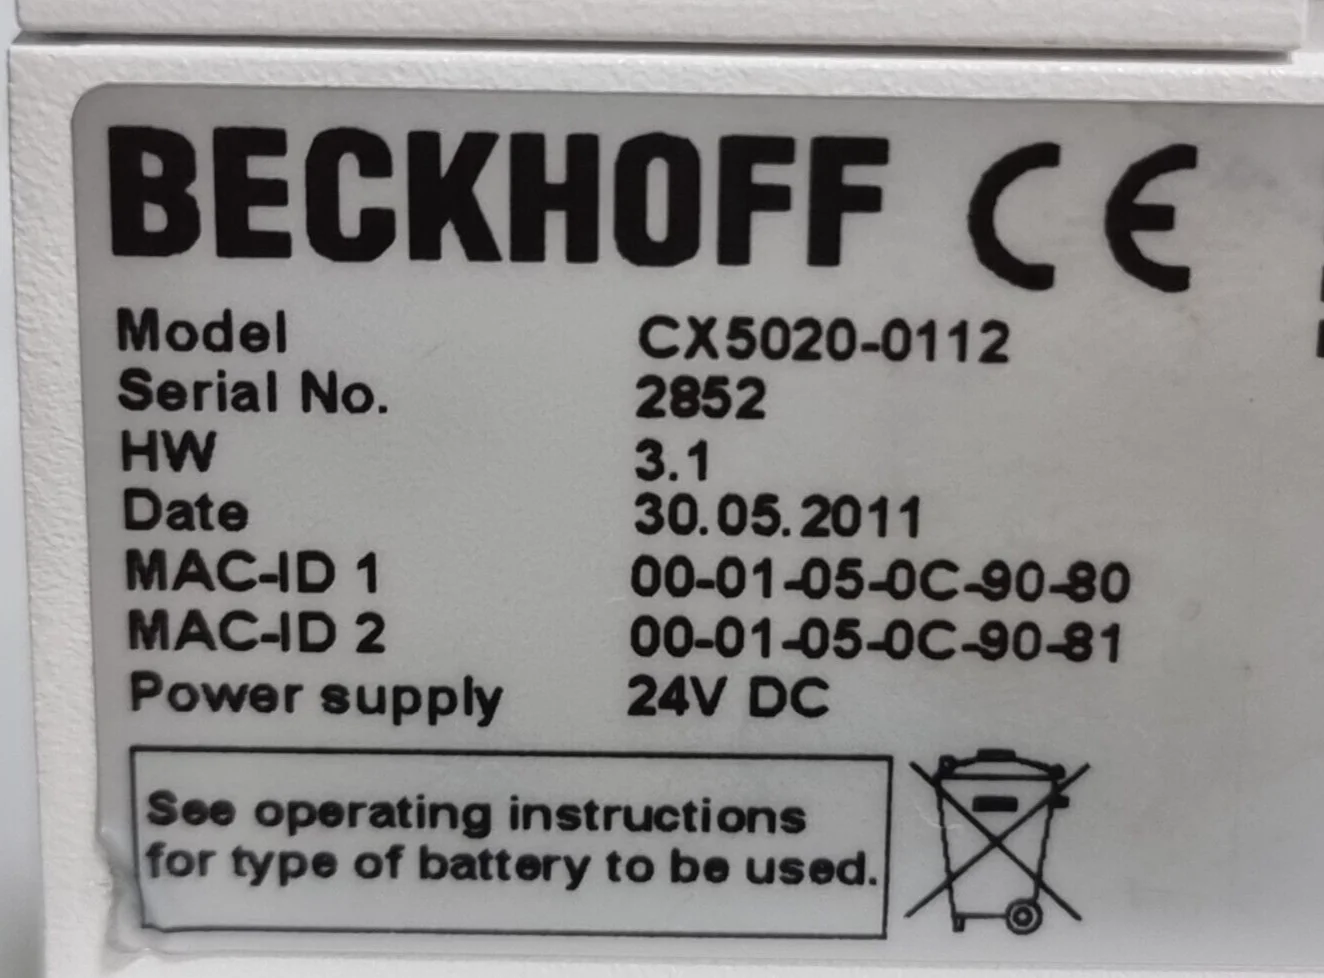 BECKHOFF CE
Model CX5020-0112
Serial No. 2852
HW 3.1
Date 30.05.2011
MAC-ID 1 00-01-05-0C-90-80
MAC-ID 2 00-01-05-0C-90-81
Power supply 24V DC
See operating instructions
for type of battery to be used.